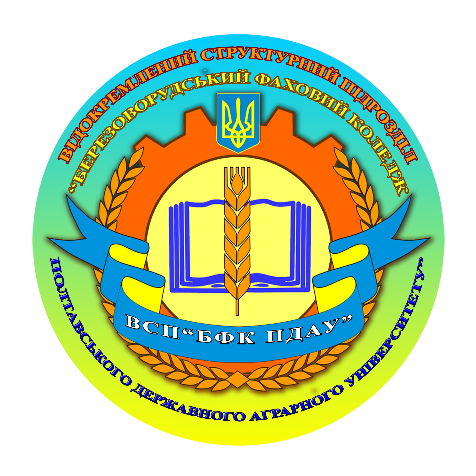 ВІДОКРЕМЛЕНИЙ СТРУКТУРНИЙ ПІДРОЗДІЛ
“БЕРЕЗОВОРУДСЬКИЙ ФАХОВИЙ КОЛЕДЖ
ВСП“БФК ПДАУ”
ПОЛТАВСЬКОГО ДЕРЖАВНОГО АГРАРНОГО УНІВЕРСИТЕТУ”